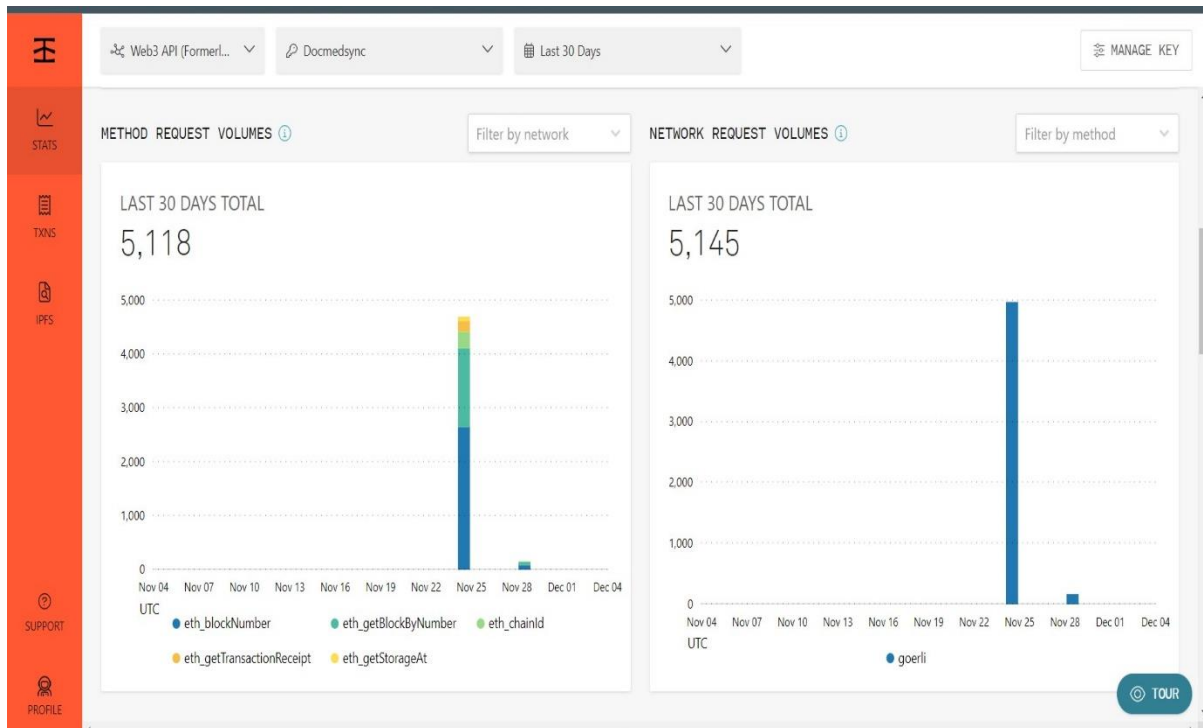 Web3 API (Formerl...
Docmedsync
Last 30 Days
MANAGE KEY
STATS
TXNS
IPFS
SUPPORT
PROFILE
METHOD REQUEST VOLUMES
Filter by network
LAST 30 DAYS TOTAL
5,118
5,000
4,000
3,000
2,000
1,000
0
Nov 04 Nov 07 Nov 10 Nov 13 Nov 16 Nov 19 Nov 22 Nov 25 Nov 28 Dec 01 Dec 04
UTC
eth_blockNumber eth_getBlockByNumber eth_chainId
eth_getTransactionReceipt eth_getStorageAt
NETWORK REQUEST VOLUMES
Filter by method
LAST 30 DAYS TOTAL
5,145
5,000
4,000
3,000
2,000
1,000
0
Nov 04 Nov 07 Nov 10 Nov 13 Nov 16 Nov 19 Nov 22 Nov 25 Nov 28 Dec 01 Dec 04
UTC
goerli
TOUR